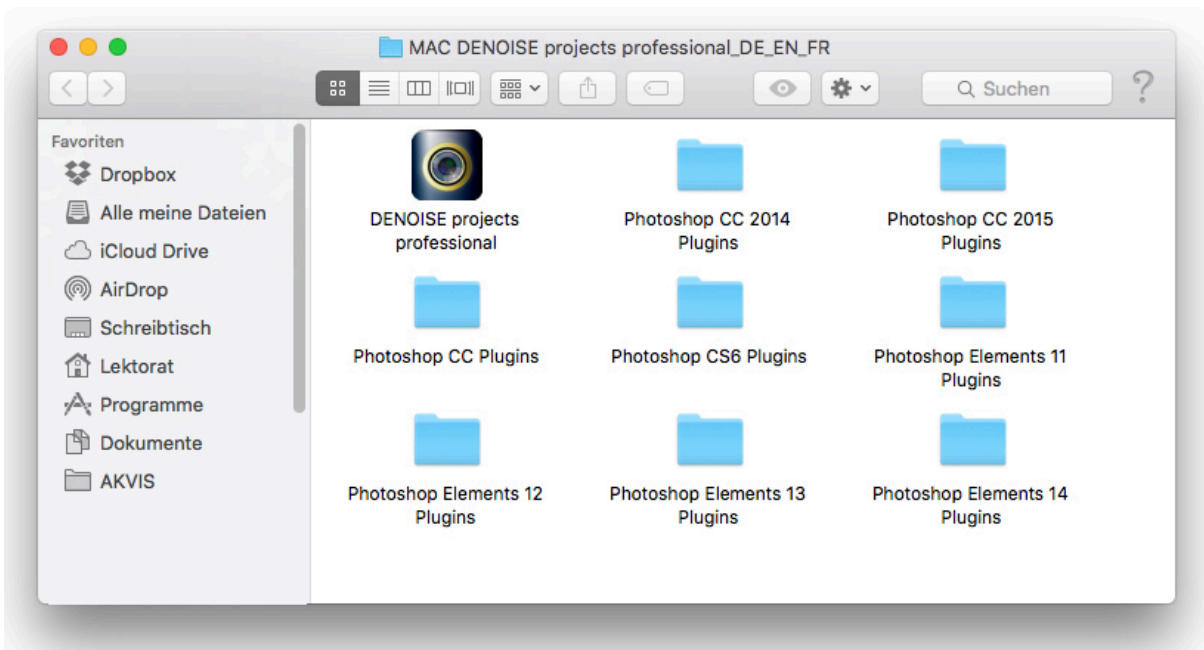 MAC DENOISE projects professional_DE_EN_FR
Suchen
?
Favoriten
Dropbox
Alle meine Dateien
iCloud Drive
AirDrop
Schreibtisch
Lektorat
Programme
Dokumente
AKVIS
DENOISE projects
professional
Photoshop CC 2014
Plugins
Photoshop CC 2015
Plugins
Photoshop CC Plugins
Photoshop CS6 Plugins
Photoshop Elements 11
Plugins
Photoshop Elements 12
Plugins
Photoshop Elements 13
Plugins
Photoshop Elements 14
Plugins